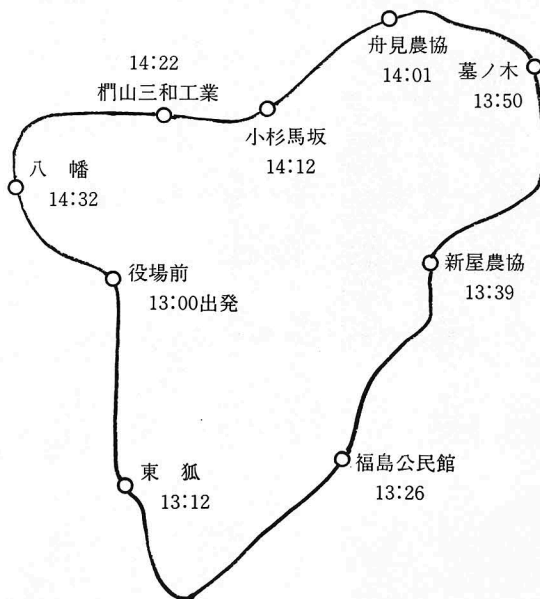 舟見農協
14:01
墓ノ木
13:50
14:22
椚山三和工業
小杉馬坂
14:12
八 幡
14:32
役場前
13:00出発
新屋農協
13:39
東 狐
13:12
福島公民館
13:26